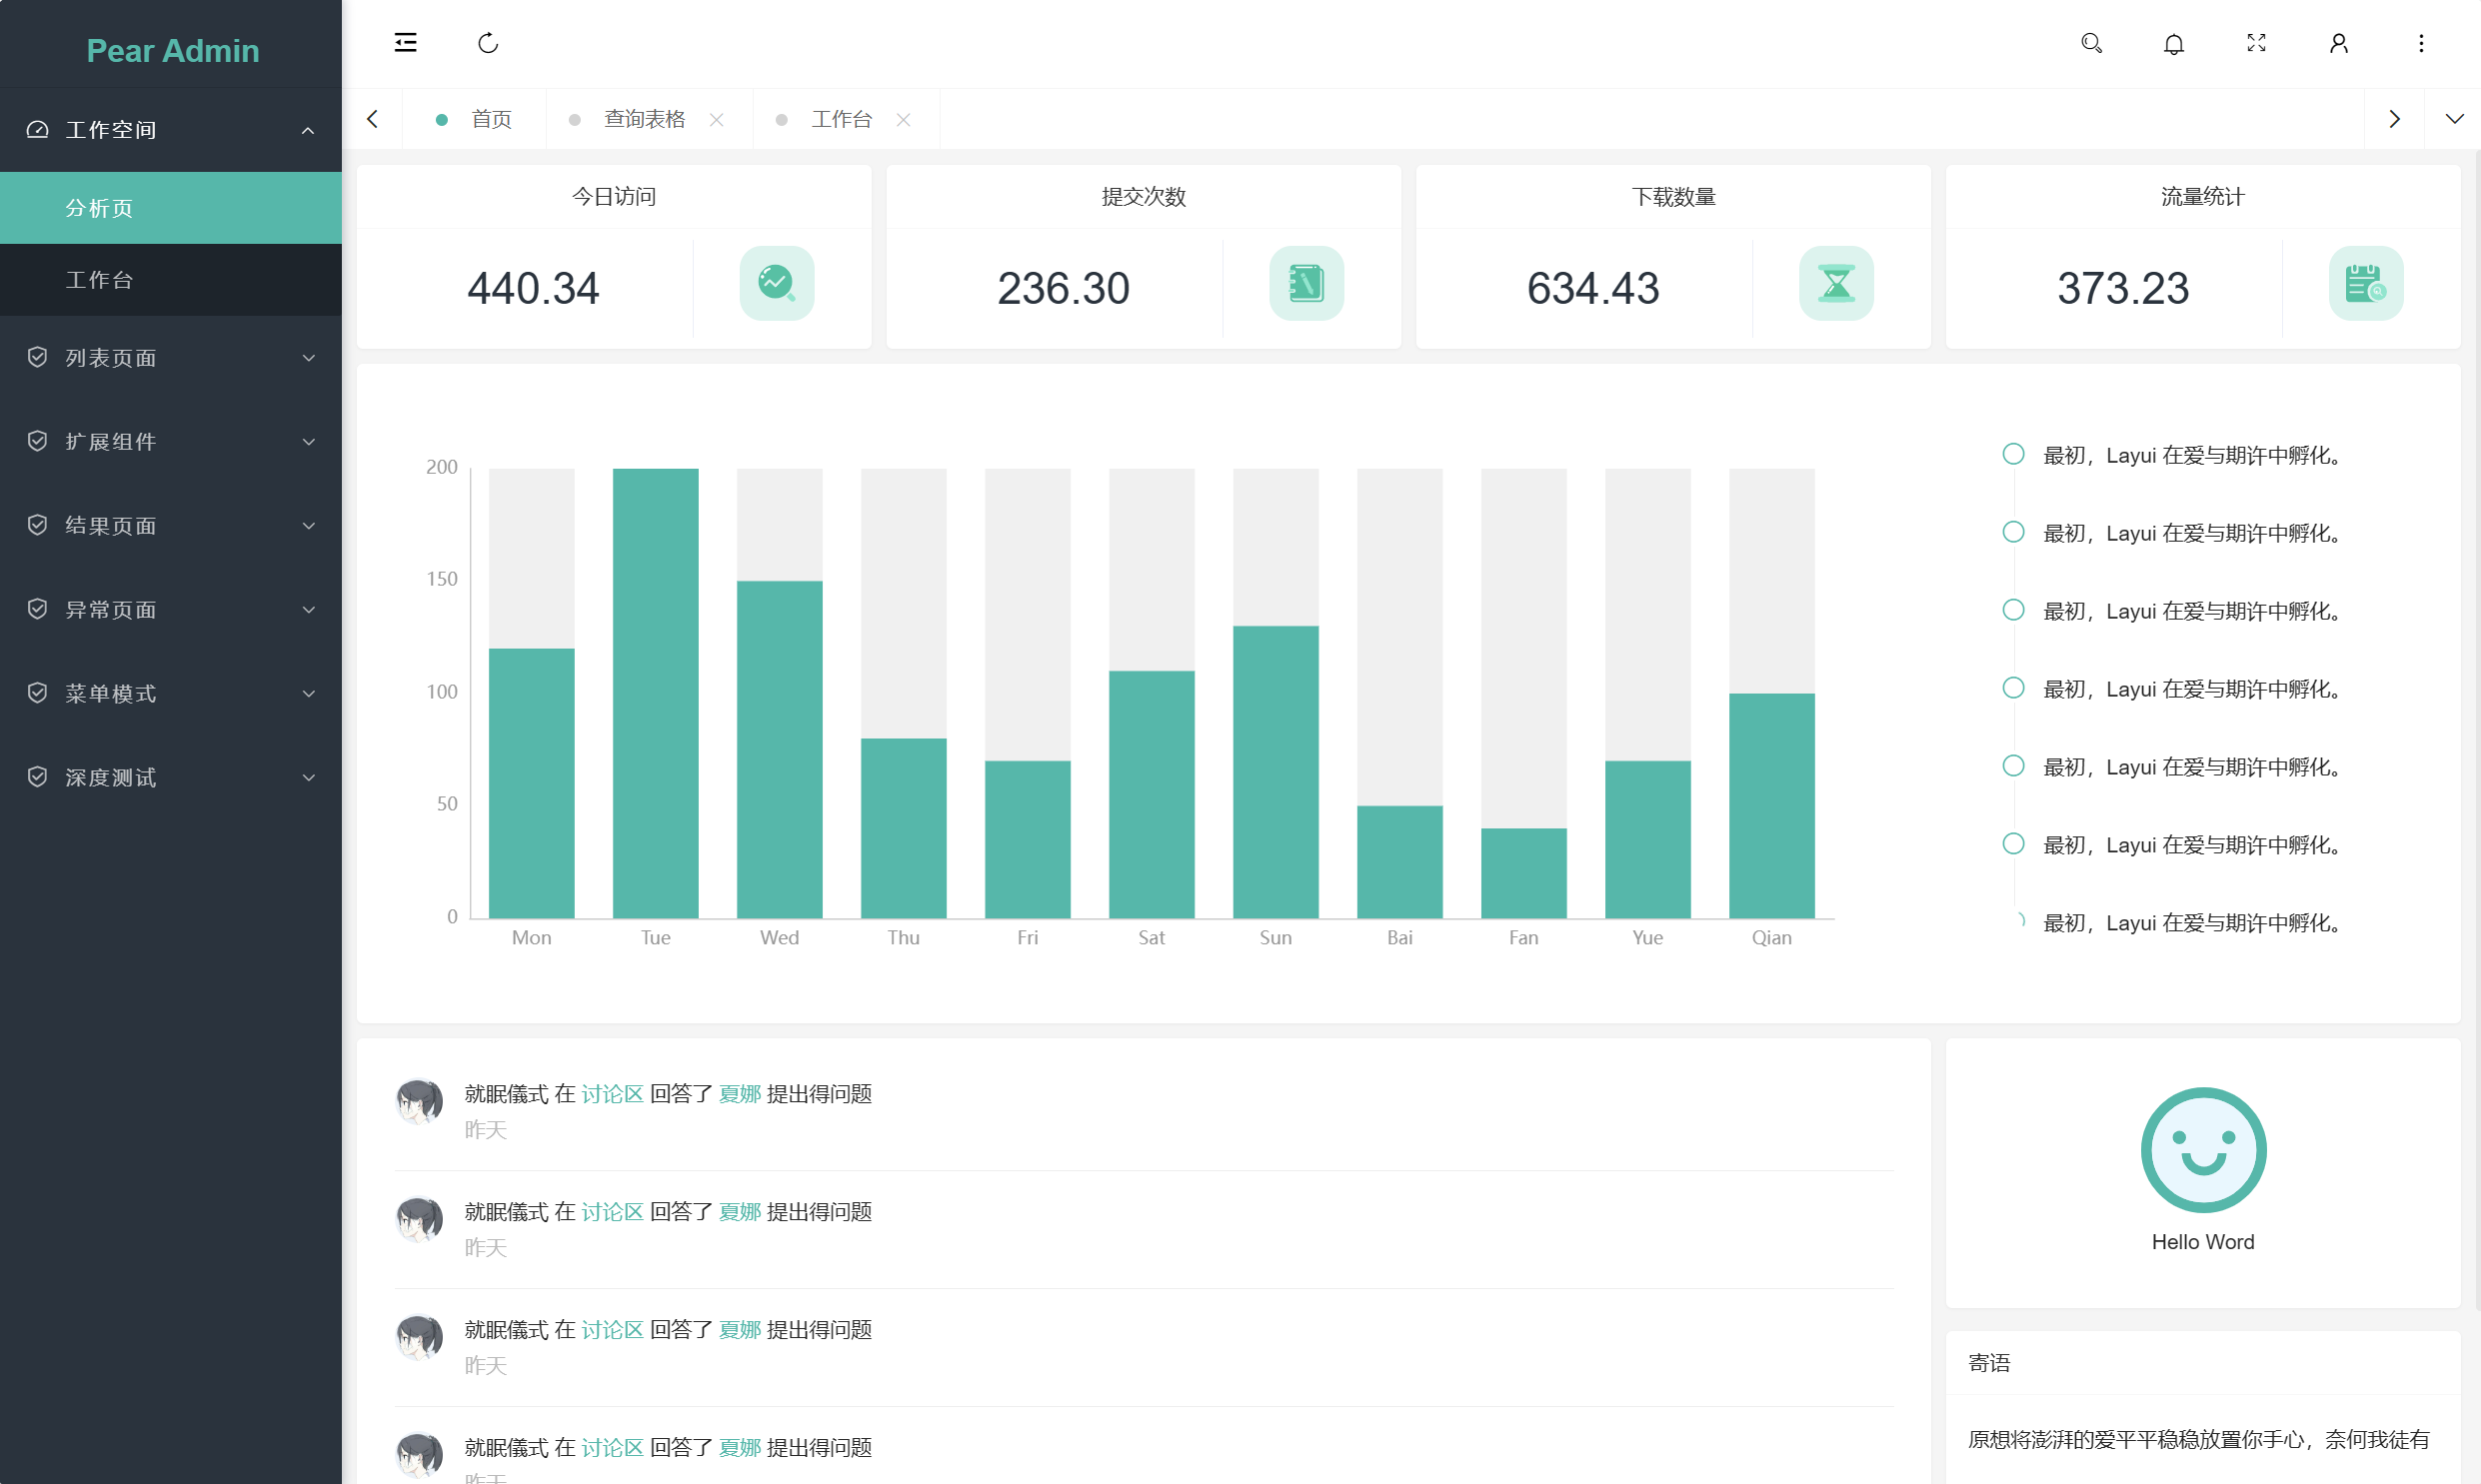 Pear Admin
工作空间
分析页
工作台
列表页面
扩展组件
结果页面
异常页面
菜单模式
深度测试
首页
查询表格
工作台
今日访问
440.34
提交次数
236.30
下载数量
634.43
流量统计
373.23
200
150
100
50
0
Mon Tue Wed Thu Fri Sat Sun Bai Fan Yue Qian
最初，Layui 在爱与期许中孵化。
最初，Layui 在爱与期许中孵化。
最初，Layui 在爱与期许中孵化。
最初，Layui 在爱与期许中孵化。
最初，Layui 在爱与期许中孵化。
最初，Layui 在爱与期许中孵化。
最初，Layui 在爱与期许中孵化。
就眠儀式 在 讨论区 回答了 夏娜 提出得问题
昨天
就眠儀式 在 讨论区 回答了 夏娜 提出得问题
昨天
就眠儀式 在 讨论区 回答了 夏娜 提出得问题
昨天
就眠儀式 在 讨论区 回答了 夏娜 提出得问题
昨天
Hello Word
寄语
原想将澎湃的爱平平稳稳放置你手心，奈何我徒有